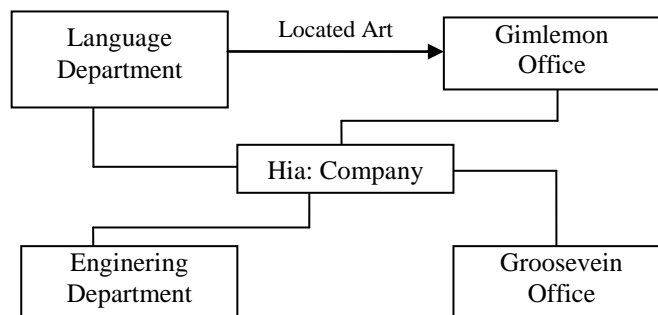 Language
Department
Located Art
Gimlemon
Office
Hia: Company
Enginering
Department
Groosevein
Office